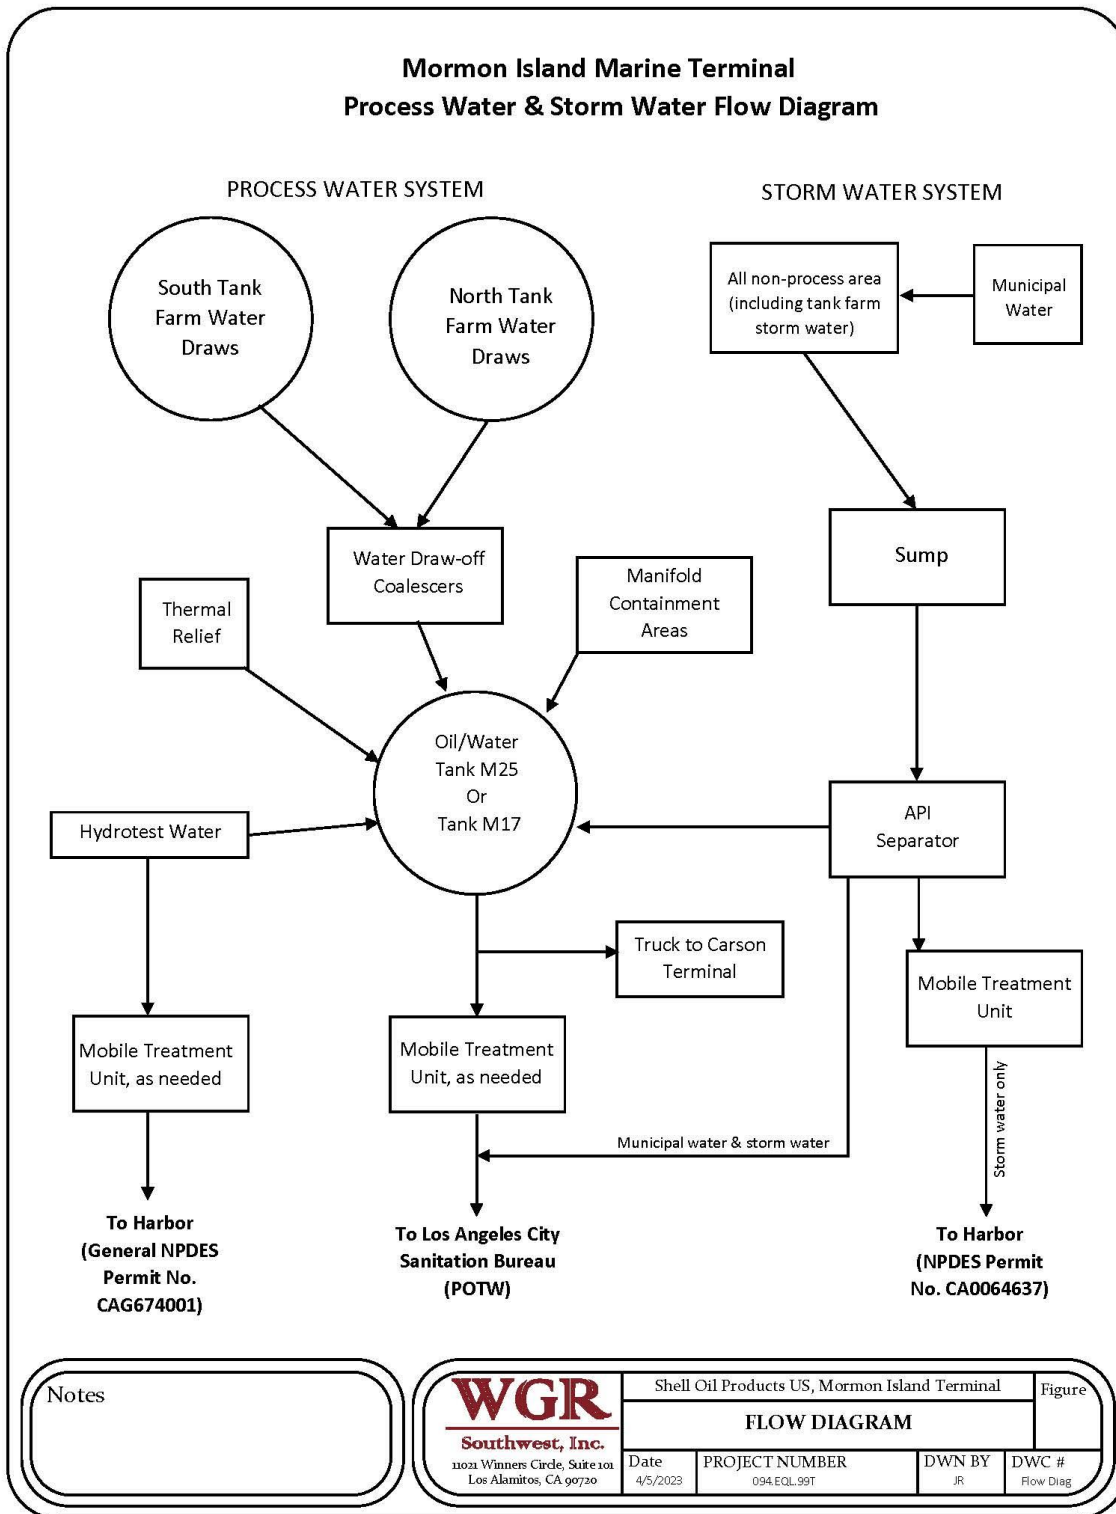 Mormon Island Marine Terminal
Process Water & Storm Water Flow Diagram
PROCESS WATER SYSTEM
STORM WATER SYSTEM
South Tank
Farm Water
Draws
North Tank
Farm Water
Draws
All non-process area
(including tank farm
storm water)
Municipal
Water
Water Draw-off
Coalescers
Manifold
Containment
Areas
Sump
Thermal
Relief
Oil/Water
Tank M25
Or
Tank M17
Hydrotest Water
API
Separator
Truck to Carson
Terminal
Mobile Treatment
Unit
Mobile Treatment
Unit, as needed
Mobile Treatment
Unit, as needed
Municipal water & storm water
Storm water only
To Harbor
(General NPDES
Permit No.
CAG674001)
To Los Angeles City
Sanitation Bureau
(POTW)
To Harbor
(NPDES Permit
No. CA0064637)
Notes
WGR
Southwest, Inc.
11021 Winners Circle, Suite 101
Los Alamitos, CA 90720
Shell Oil Products US, Mormon Island Terminal
Figure
FLOW DIAGRAM
Date
4/5/2023
PROJECT NUMBER
094.EQL.99T
DWN BY
JR
DWC #
Flow Diag